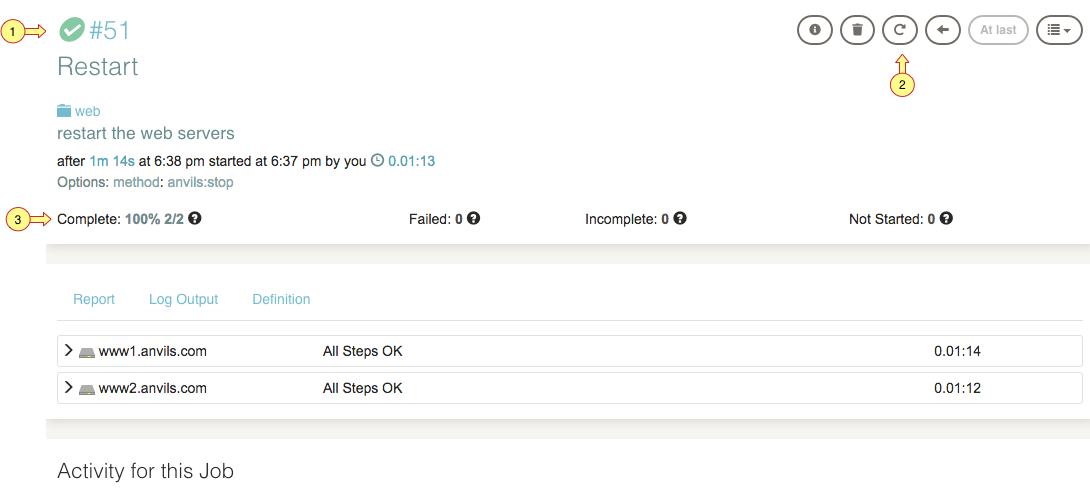 1 #51 At last
2
Restart
web
restart the web servers
after 1m 14s at 6:38 pm started at 6:37 pm by you 0.01:13
Options: method: anvils:stop
3 Complete: 100% 2/2 ? Failed: 0 ? Incomplete: 0 ? Not Started: 0 ?
Report Log Output Definition
www1.anvils.com All Steps OK 0.01:14
www2.anvils.com All Steps OK 0.01:12
Activity for this Job